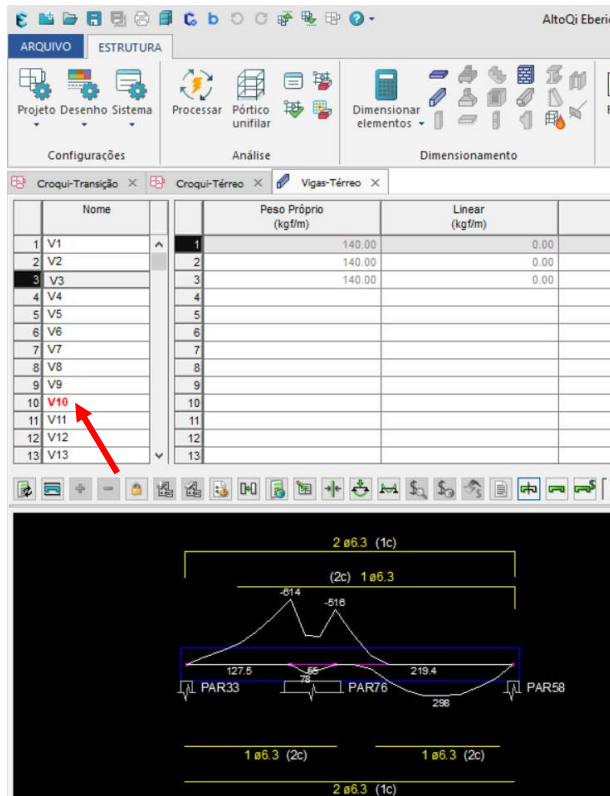 AltoQi Eberi
ARQUIVO ESTRUTURA
Projeto Desenho Sistema
Processar Pórtico unifilar
Dimensionar elementos
Configurações Análise Dimensionamento
Croqui-Transição × Croqui-Térreo × Vigas-Térreo ×
Nome Peso Próprio (kgf/m) Linear (kgf/m)
1 V1 1 140.00 0.00
2 V2 2 140.00 0.00
3 V3 3 140.00 0.00
4 V4 4
5 V5 5
6 V6 6
7 V7 7
8 V8 8
9 V9 9
10 V10 10
11 V11 11
12 V12 12
13 V13 13
2 ø6.3 (1c)
(2c) 1 ø6.3
-614
-516
127.5 55 219.4
78
PAR33 PAR76 PAR58
298
1 ø6.3 (2c) 1 ø6.3 (2c)
2 ø6.3 (1c)